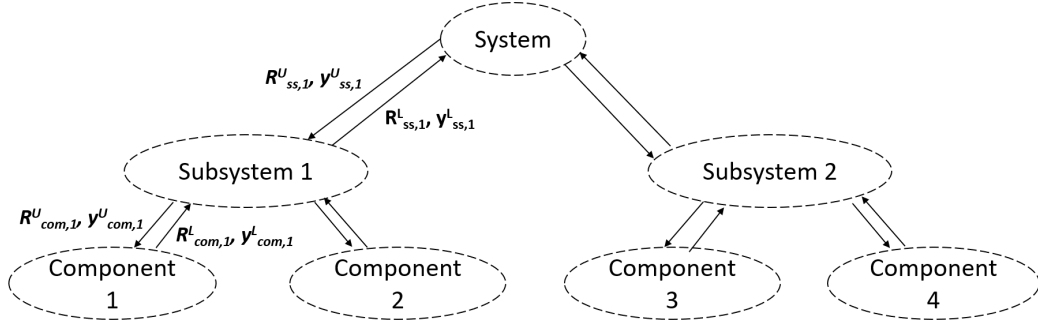 System
R^U_ss,1, y^U_ss,1
R^L_ss,1, y^L_ss,1
Subsystem 1
Subsystem 2
R^U_com,1, y^U_com,1
R^L_com,1, y^L_com,1
Component
1
Component
2
Component
3
Component
4